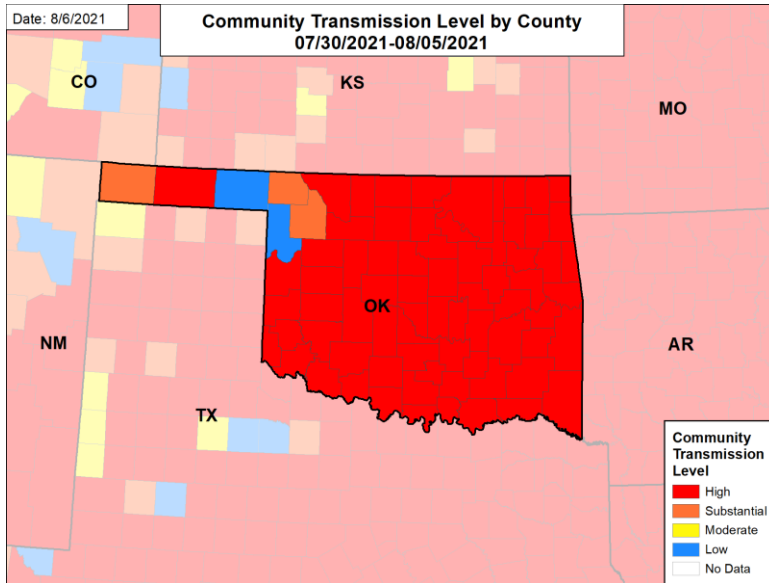 Date: 8/6/2021
Community Transmission Level by County
07/30/2021-08/05/2021
CO
KS
MO
OK
NM
AR
TX
Community
Transmission
Level
High
Substantial
Moderate
Low
No Data